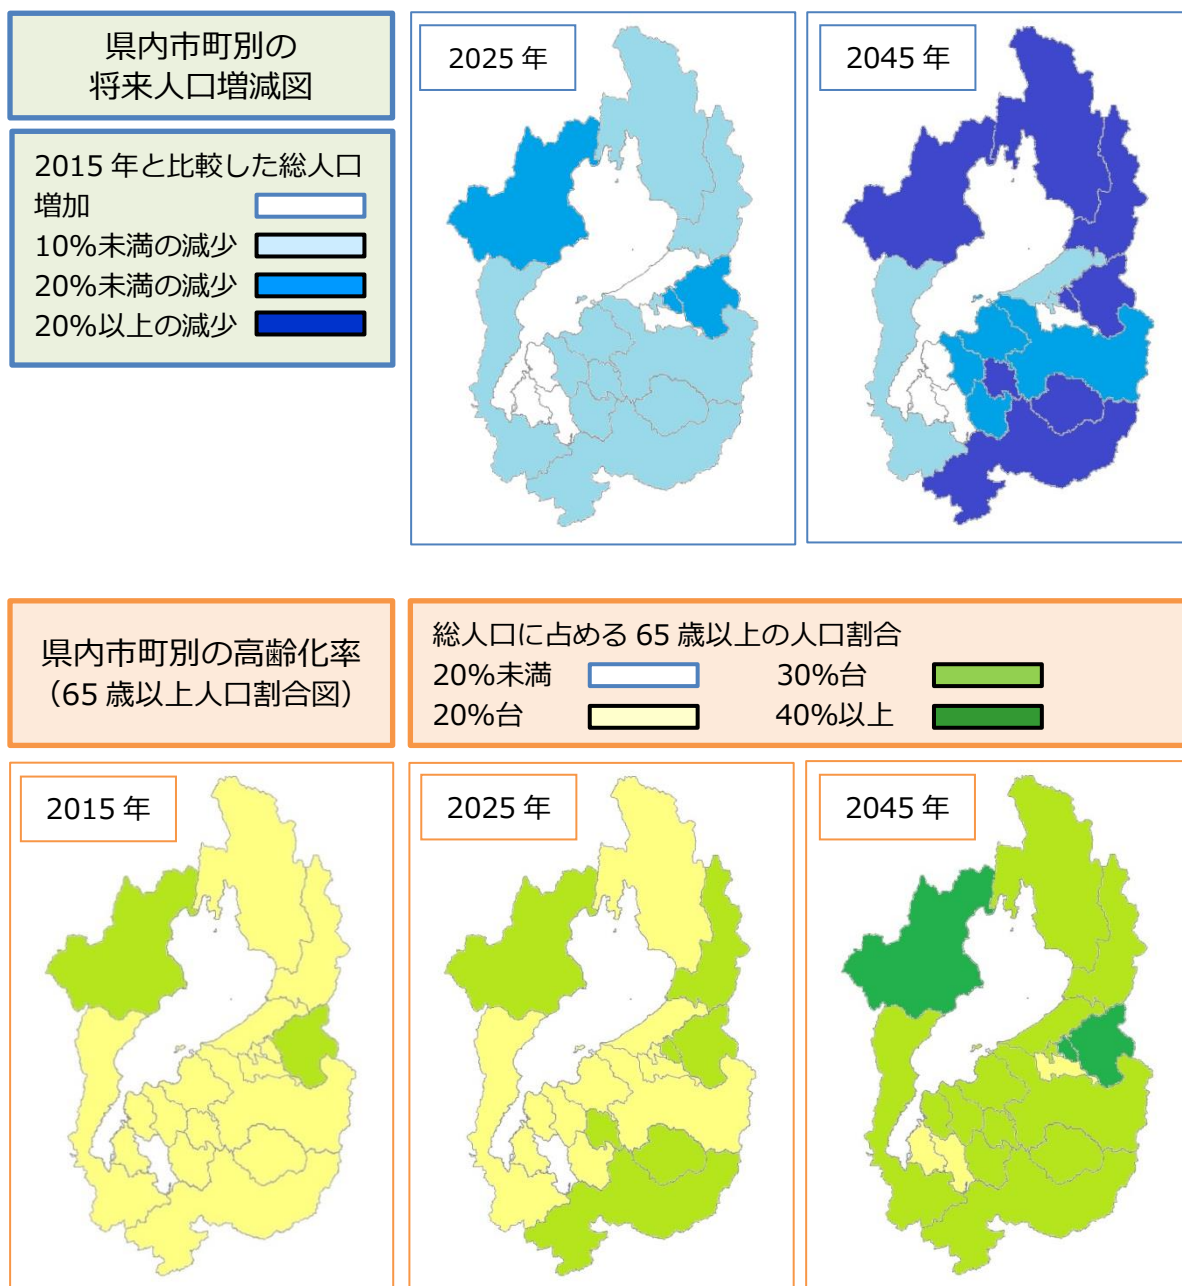 県内市町別の
将来人口増減図
2015 年と比較した総人口
増加
10%未満の減少
20%未満の減少
20%以上の減少
2025 年
2045 年
県内市町別の高齢化率
(65 歳以上人口割合図)
総人口に占める 65 歳以上の人口割合
20%未満 30%台
20%台 40%以上
2015 年
2025 年
2045 年